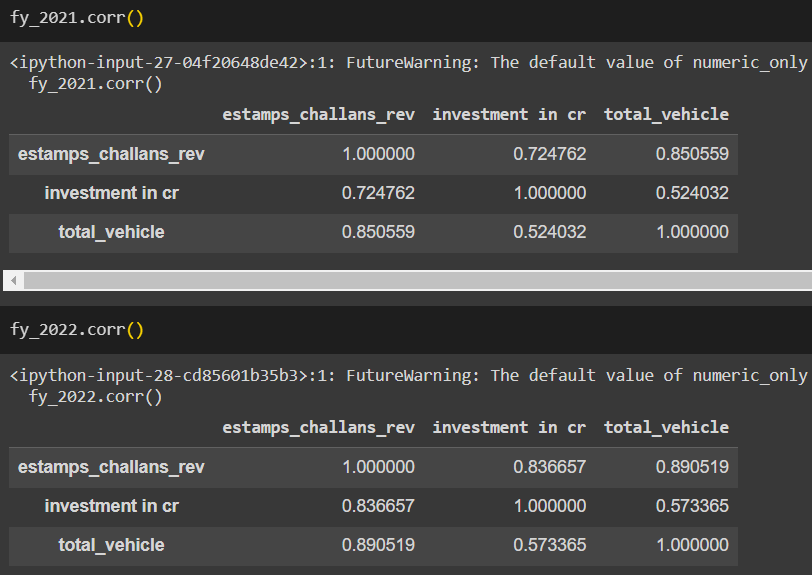 fy_2021.corr()
<ipython-input-27-04f20648de42>:1: FutureWarning: The default value of numeric_only
fy_2021.corr()
estamps_challans_rev investment in cr total_vehicle
estamps_challans_rev 1.000000 0.724762 0.850559
investment in cr 0.724762 1.000000 0.524032
total_vehicle 0.850559 0.524032 1.000000
fy_2022.corr()
<ipython-input-28-cd85601b35b3>:1: FutureWarning: The default value of numeric_only
fy_2022.corr()
estamps_challans_rev investment in cr total_vehicle
estamps_challans_rev 1.000000 0.836657 0.890519
investment in cr 0.836657 1.000000 0.573365
total_vehicle 0.890519 0.573365 1.000000